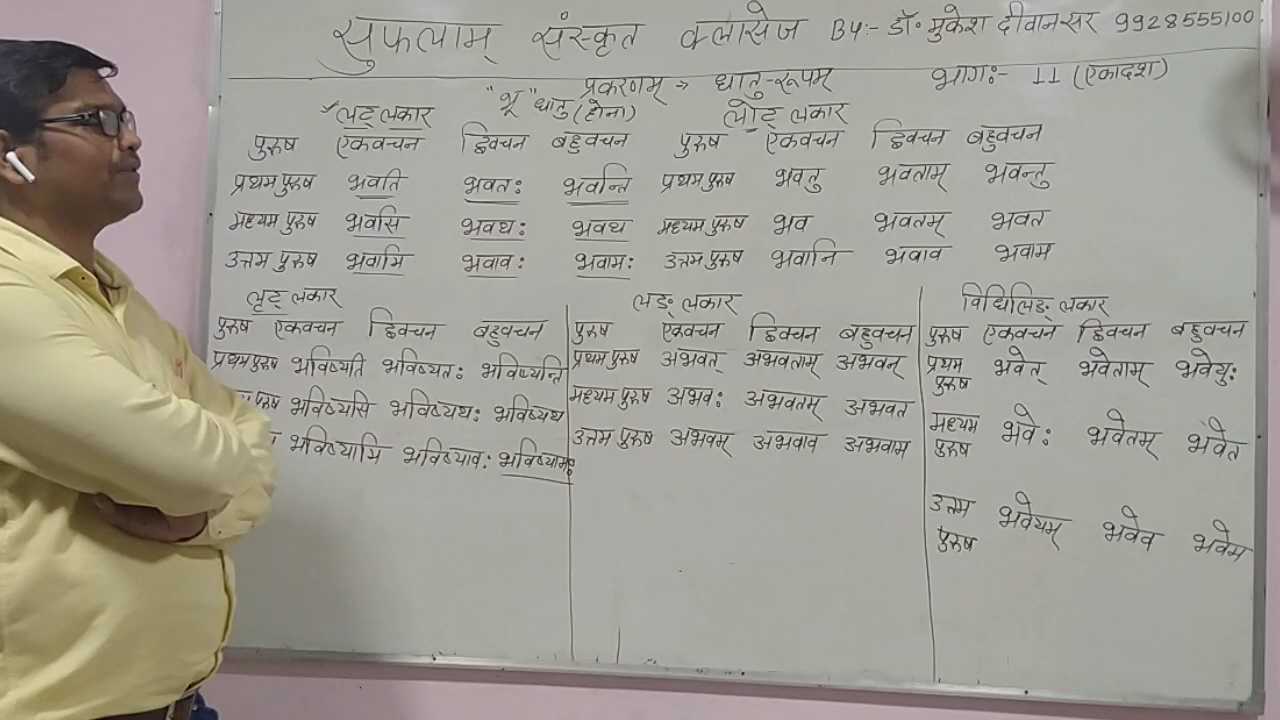 सुफलाम् संस्कृत क्लासेज By:- डॉ॰ मुकेश दीवानसर 9928555100
प्रकरणम् → धातु-रूपम् भाग:- 11 (एकादश)
"भू" धातु (होना)
लट् लकार
पुरुष एकवचन द्विवचन बहुवचन
प्रथम पुरुष भवति भवतः भवन्ति
मध्यम पुरुष भवसि भवथः भवथ
उत्तम पुरुष भवामि भवावः भवामः
लोट् लकार
पुरुष एकवचन द्विवचन बहुवचन
प्रथम पुरुष भवतु भवताम् भवन्तु
मध्यम पुरुष भव भवतम् भवत
उत्तम पुरुष भवानि भवाव भवाम
लृट् लकार
पुरुष एकवचन द्विवचन बहुवचन
प्रथम पुरुष भविष्यति भविष्यतः भविष्यन्ति
पुरुष भविष्यसि भविष्यथः भविष्यथ
भविष्यामि भविष्यावः भविष्यामः
लङ् लकार
पुरुष एकवचन द्विवचन बहुवचन
प्रथम पुरुष अभवत् अभवताम् अभवन्
मध्यम पुरुष अभवः अभवतम् अभवत
उत्तम पुरुष अभवम् अभवाव अभवाम
विधिलिङ् लकार
पुरुष एकवचन द्विवचन बहुवचन
प्रथम भवेत् भवेताम् भवेयुः
पुरुष
मध्यम भवेः भवेतम् भवेत
पुरुष
उत्तम भवेयम् भवेव भवेम
पुरुष